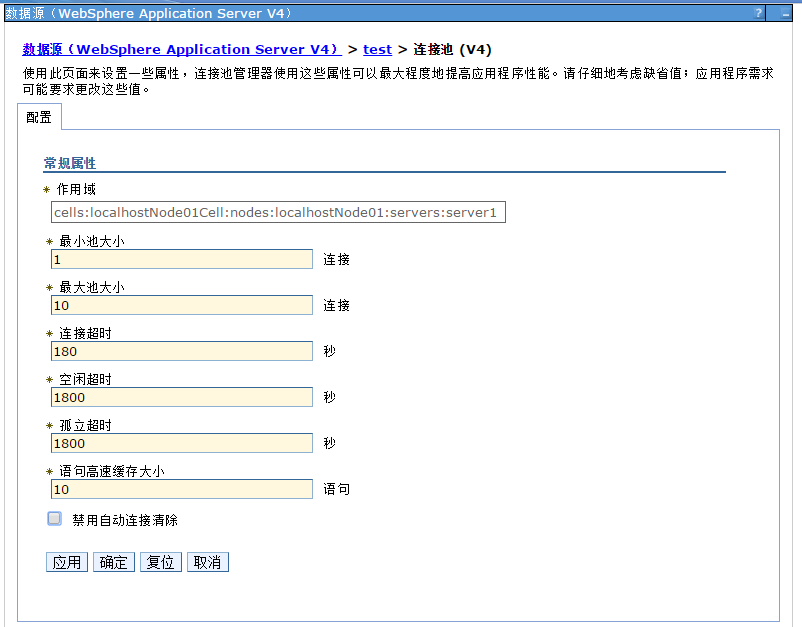 数据源（WebSphere Application Server V4） ? –
数据源（WebSphere Application Server V4） > test > 连接池 (V4)
使用此页面来设置一些属性，连接池管理器使用这些属性可以最大程度地提高应用程序性能。请仔细地考虑缺省值；应用程序需求
可能要求更改这些值。
配置
常规属性
* 作用域
cells:localhostNode01Cell:nodes:localhostNode01:servers:server1
* 最小池大小
1 连接
* 最大池大小
10 连接
* 连接超时
180 秒
* 空闲超时
1800 秒
* 孤立超时
1800 秒
* 语句高速缓存大小
10 语句
禁用自动连接清除
应用 确定 复位 取消